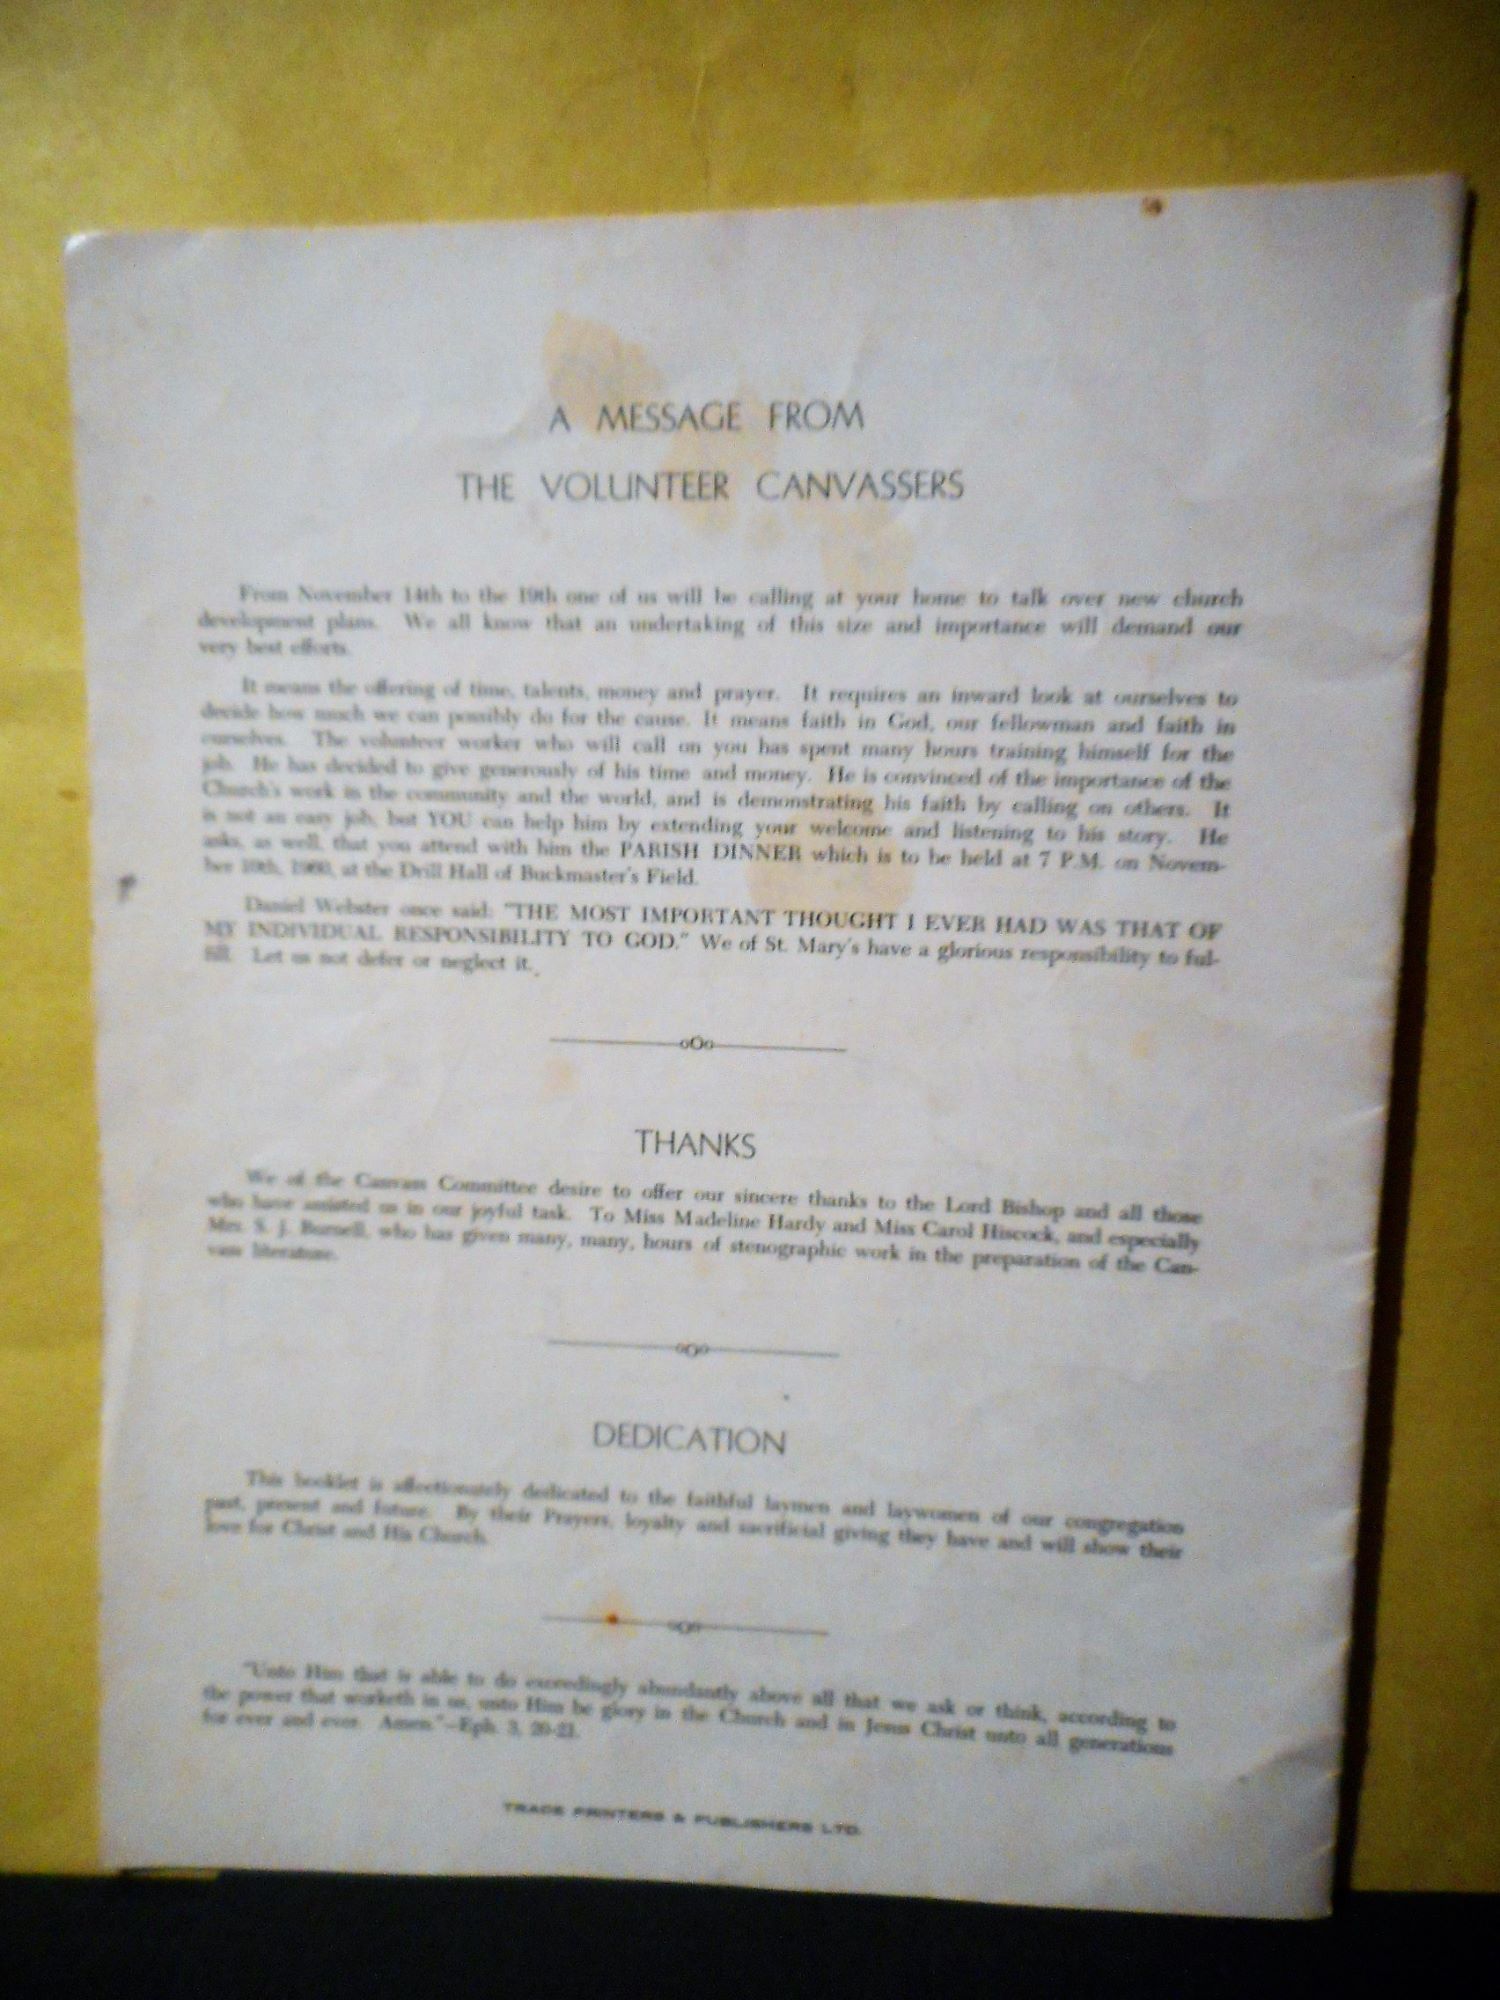 A MESSAGE FROM
THE VOLUNTEER CANVASSERS
From November 14th to the 19th one of us will be calling at your home to talk over new church
development plans. We all know that an undertaking of this size and importance will demand our
very best efforts.
It means the offering of time, talents, money and prayer. It requires an inward look at ourselves to
decide how much we can possibly do for the cause. It means faith in God, our fellowman and faith in
ourselves. The volunteer worker who will call on you has spent many hours training himself for the
job. He has decided to give generously of his time and money. He is convinced of the importance of the
Church's work in the community and the world, and is demonstrating his faith by calling on others. It
is not an easy job, but YOU can help him by extending your welcome and listening to his story. He
asks, as well, that you attend with him the PARISH DINNER which is to be held at 7 P.M. on Novem-
ber 10th, 1960, at the Drill Hall of Buckmaster's Field.
Daniel Webster once said: "THE MOST IMPORTANT THOUGHT I EVER HAD WAS THAT OF
MY INDIVIDUAL RESPONSIBILITY TO GOD." We of St. Mary's have a glorious responsibility to ful-
fill. Let us not defer or neglect it.
THANKS
We of the Canvass Committee desire to offer our sincere thanks to the Lord Bishop and all those
who have assisted us in our joyful task. To Miss Madeline Hardy and Miss Carol Hiscock, and especially
Mrs. S. J. Burnell, who has given many, many, hours of stenographic work in the preparation of the Can-
vass literature.
DEDICATION
This booklet is affectionately dedicated to the faithful laymen and laywomen of our congregation
past, present and future. By their Prayers, loyalty and sacrificial giving they have and will show their
love for Christ and His Church.
"Unto Him that is able to do exceedingly abundantly above all that we ask or think, according to
the power that worketh in us, unto Him be glory in the Church and in Jesus Christ unto all generations
for ever and ever. Amen."—Eph. 3, 20-21.
TRADE PRINTERS & PUBLISHERS LTD.